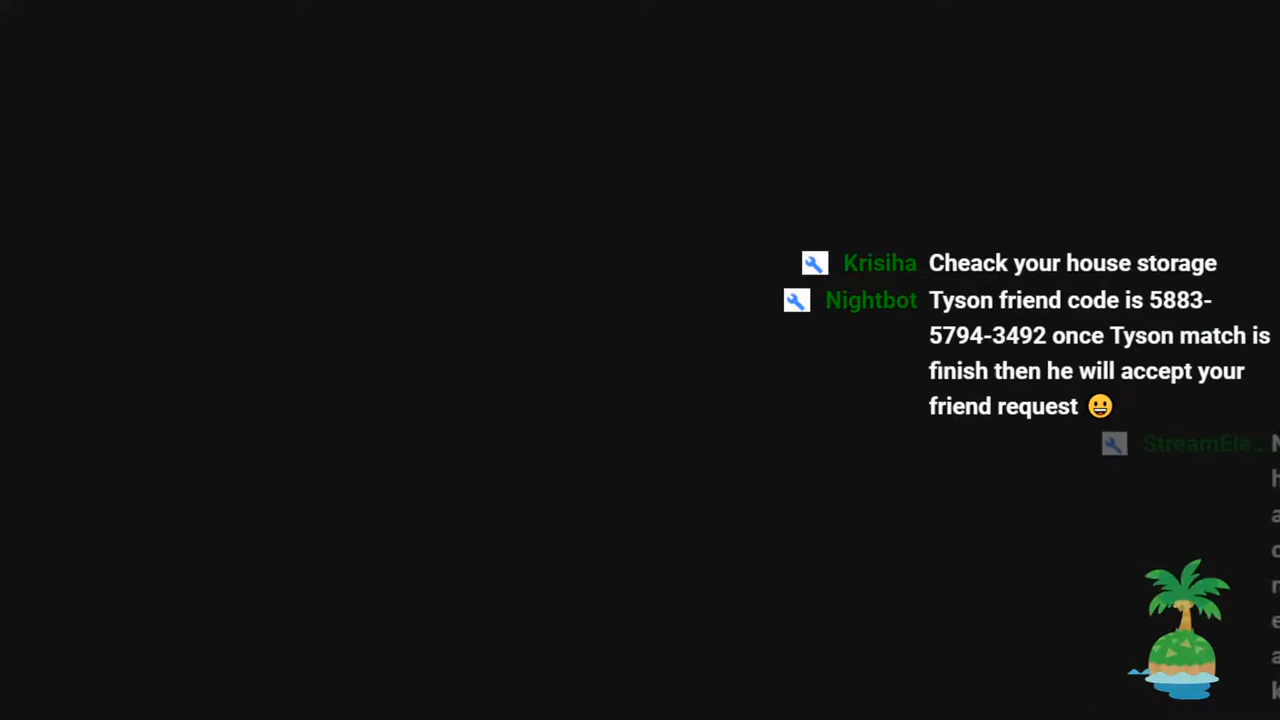 Krisiha Cheack your house storage
Nightbot Tyson friend code is 5883-
5794-3492 once Tyson match is
finish then he will accept your
friend request 😀
StreamEle...